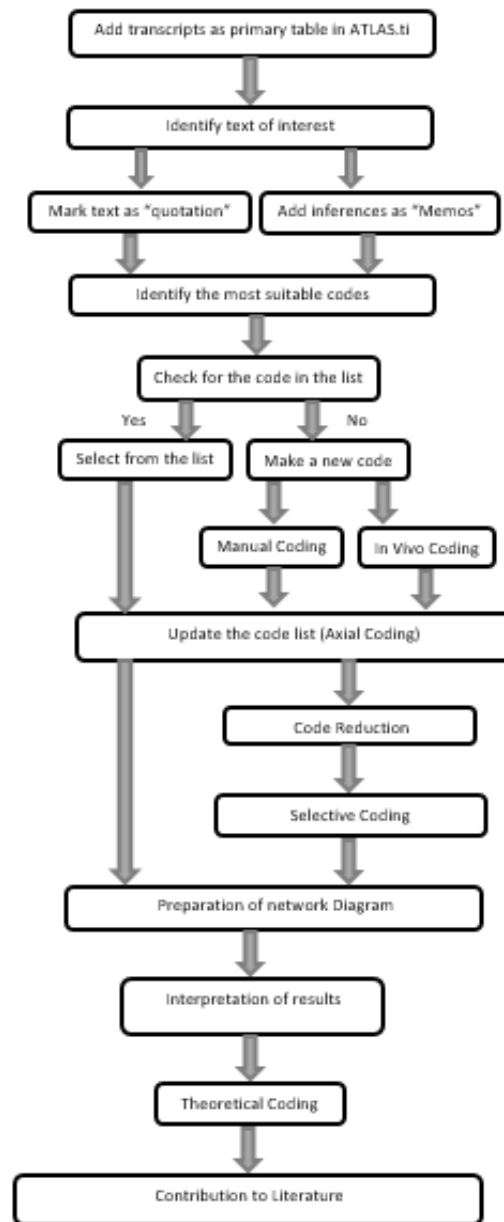 Add transcripts as primary table in ATLAS.ti
Identify text of interest
Mark text as "quotation"
Add inferences as "Memos"
Identify the most suitable codes
Check for the code in the list
Yes
No
Select from the list
Make a new code
Manual Coding
In Vivo Coding
Update the code list (Axial Coding)
Code Reduction
Selective Coding
Preparation of network Diagram
Interpretation of results
Theoretical Coding
Contribution to Literature